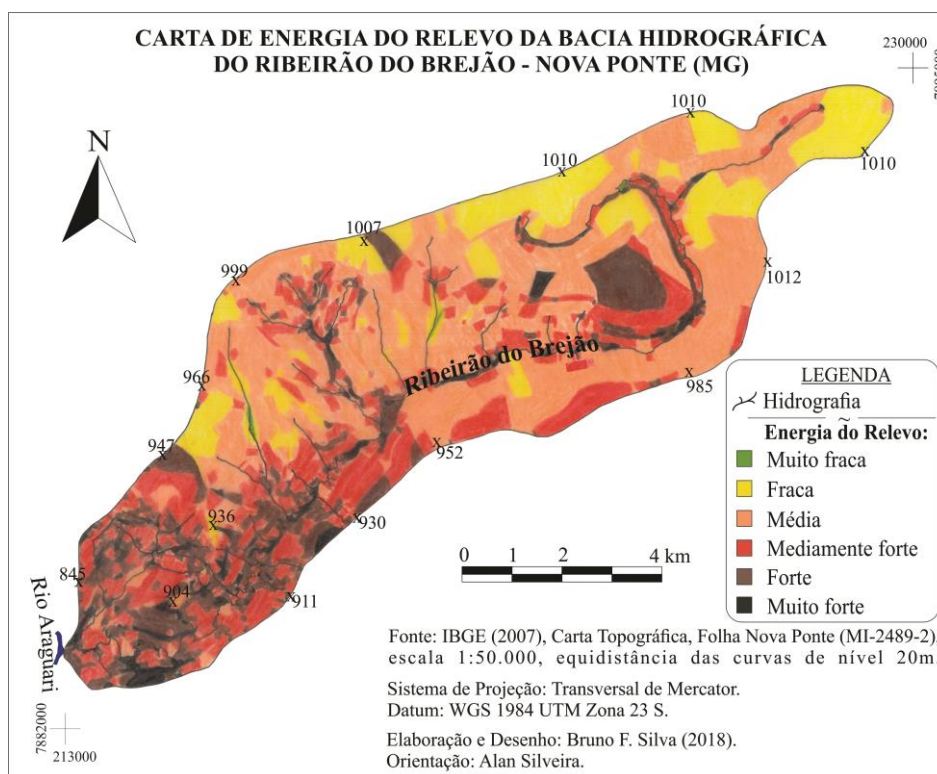 CARTA DE ENERGIA DO RELEVO DA BACIA HIDROGRÁFICA
DO RIBEIRÃO DO BREJÃO - NOVA PONTE (MG)
230000
N
1010
1010
1010
1007
999
1012
Ribeirão do Brejão
966
985
947
952
936
930
845
904
911
Rio Araguari
7882000
213000
LEGENDA
Hidrografia
Energia do Relevo:
Muito fraca
Fraca
Média
Mediamente forte
Forte
Muito forte
0 1 2 4 km
Fonte: IBGE (2007), Carta Topográfica, Folha Nova Ponte (MI-2489-2),
escala 1:50.000, equidistância das curvas de nível 20m.
Sistema de Projeção: Transversal de Mercator.
Datum: WGS 1984 UTM Zona 23 S.
Elaboração e Desenho: Bruno F. Silva (2018).
Orientação: Alan Silveira.